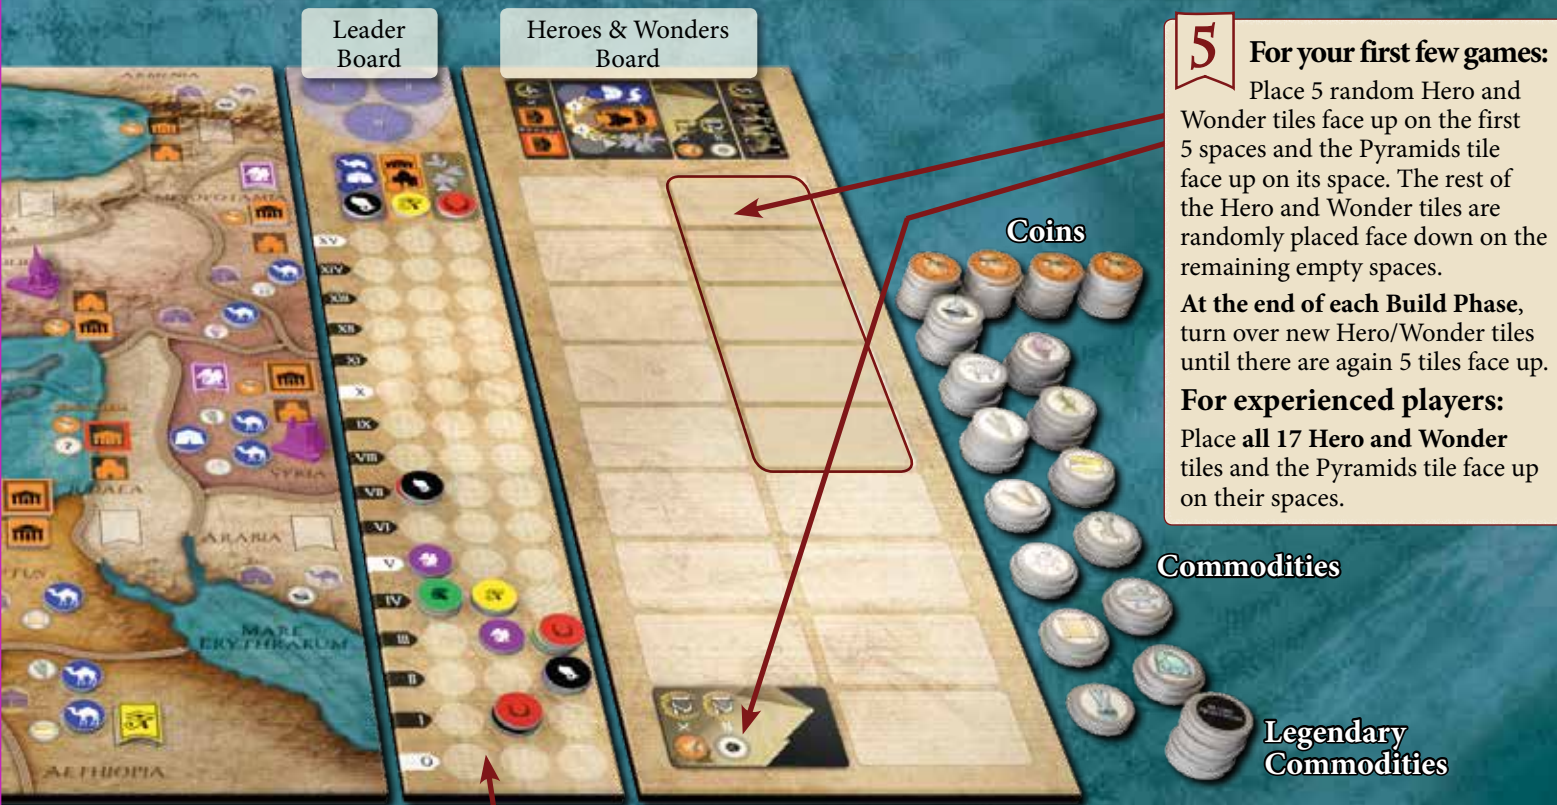 Leader
Board
Heroes & Wonders
Board
5
For your first few games:
Place 5 random Hero and
Wonder tiles face up on the first
5 spaces and the Pyramids tile
face up on its space. The rest of
the Hero and Wonder tiles are
randomly placed face down on the
remaining empty spaces.
At the end of each Build Phase,
turn over new Hero/Wonder tiles
until there are again 5 tiles face up.
For experienced players:
Place all 17 Hero and Wonder
tiles and the Pyramids tile face up
on their spaces.
Coins
Commodities
Legendary
Commodities
ARMENIA
MESOPOTAMIA
SYRIA
ARABIA
MARE
ERYTHRAEUM
AETHIOPIA
XV
XIV
XIII
XII
XI
X
IX
VIII
VII
VI
V
IV
III
II
I
0